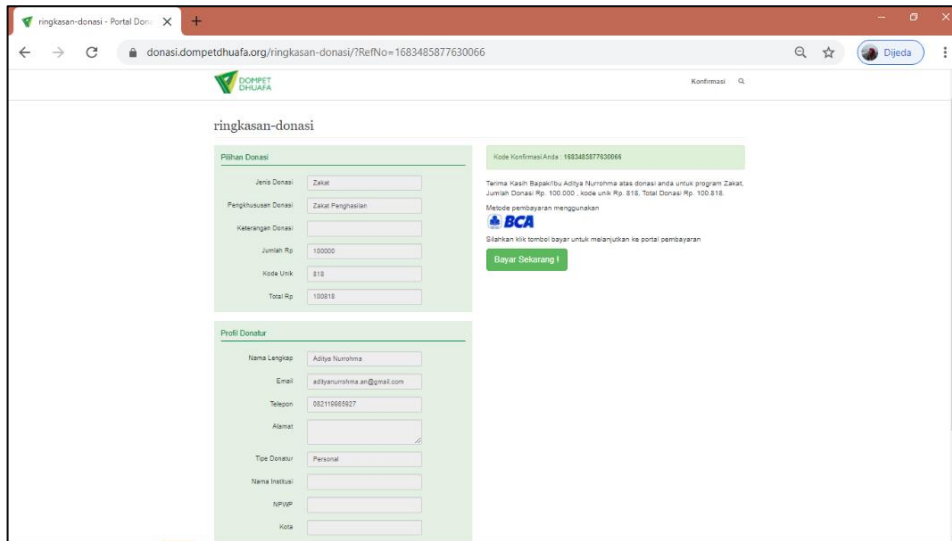 ringkasan-donasi - Portal Don
donasi.dompetdhuafa.org/ringkasan-donasi/?RefNo=1683485877630066
Dijeda
DOMPET
DHUAFA
Konfirmasi
ringkasan-donasi
Pilihan Donasi
Jenis Donasi Zakat
Pengkhususan Donasi Zakat Penghasilan
Keterangan Donasi
Jumlah Rp 100000
Kode Unik 818
Total Rp 100818
Profil Donatur
Nama Lengkap Aditya Nurrohma
Email adityanurrohma.an@gmail.com
Telepon 082119885927
Alamat
Tipe Donatur Personal
Nama Institusi
NPWP
Kota
Kode Konfirmasi Anda : 1683485877630066
Terima Kasih Bapak/Ibu Aditya Nurrohma atas donasi anda untuk program Zakat,
Jumlah Donasi Rp. 100.000 , kode unik Rp. 818. Total Donasi Rp. 100.818.
Metode pembayaran menggunakan
BCA
Silahkan klik tombol bayar untuk melanjutkan ke portal pembayaran
Bayar Sekarang !